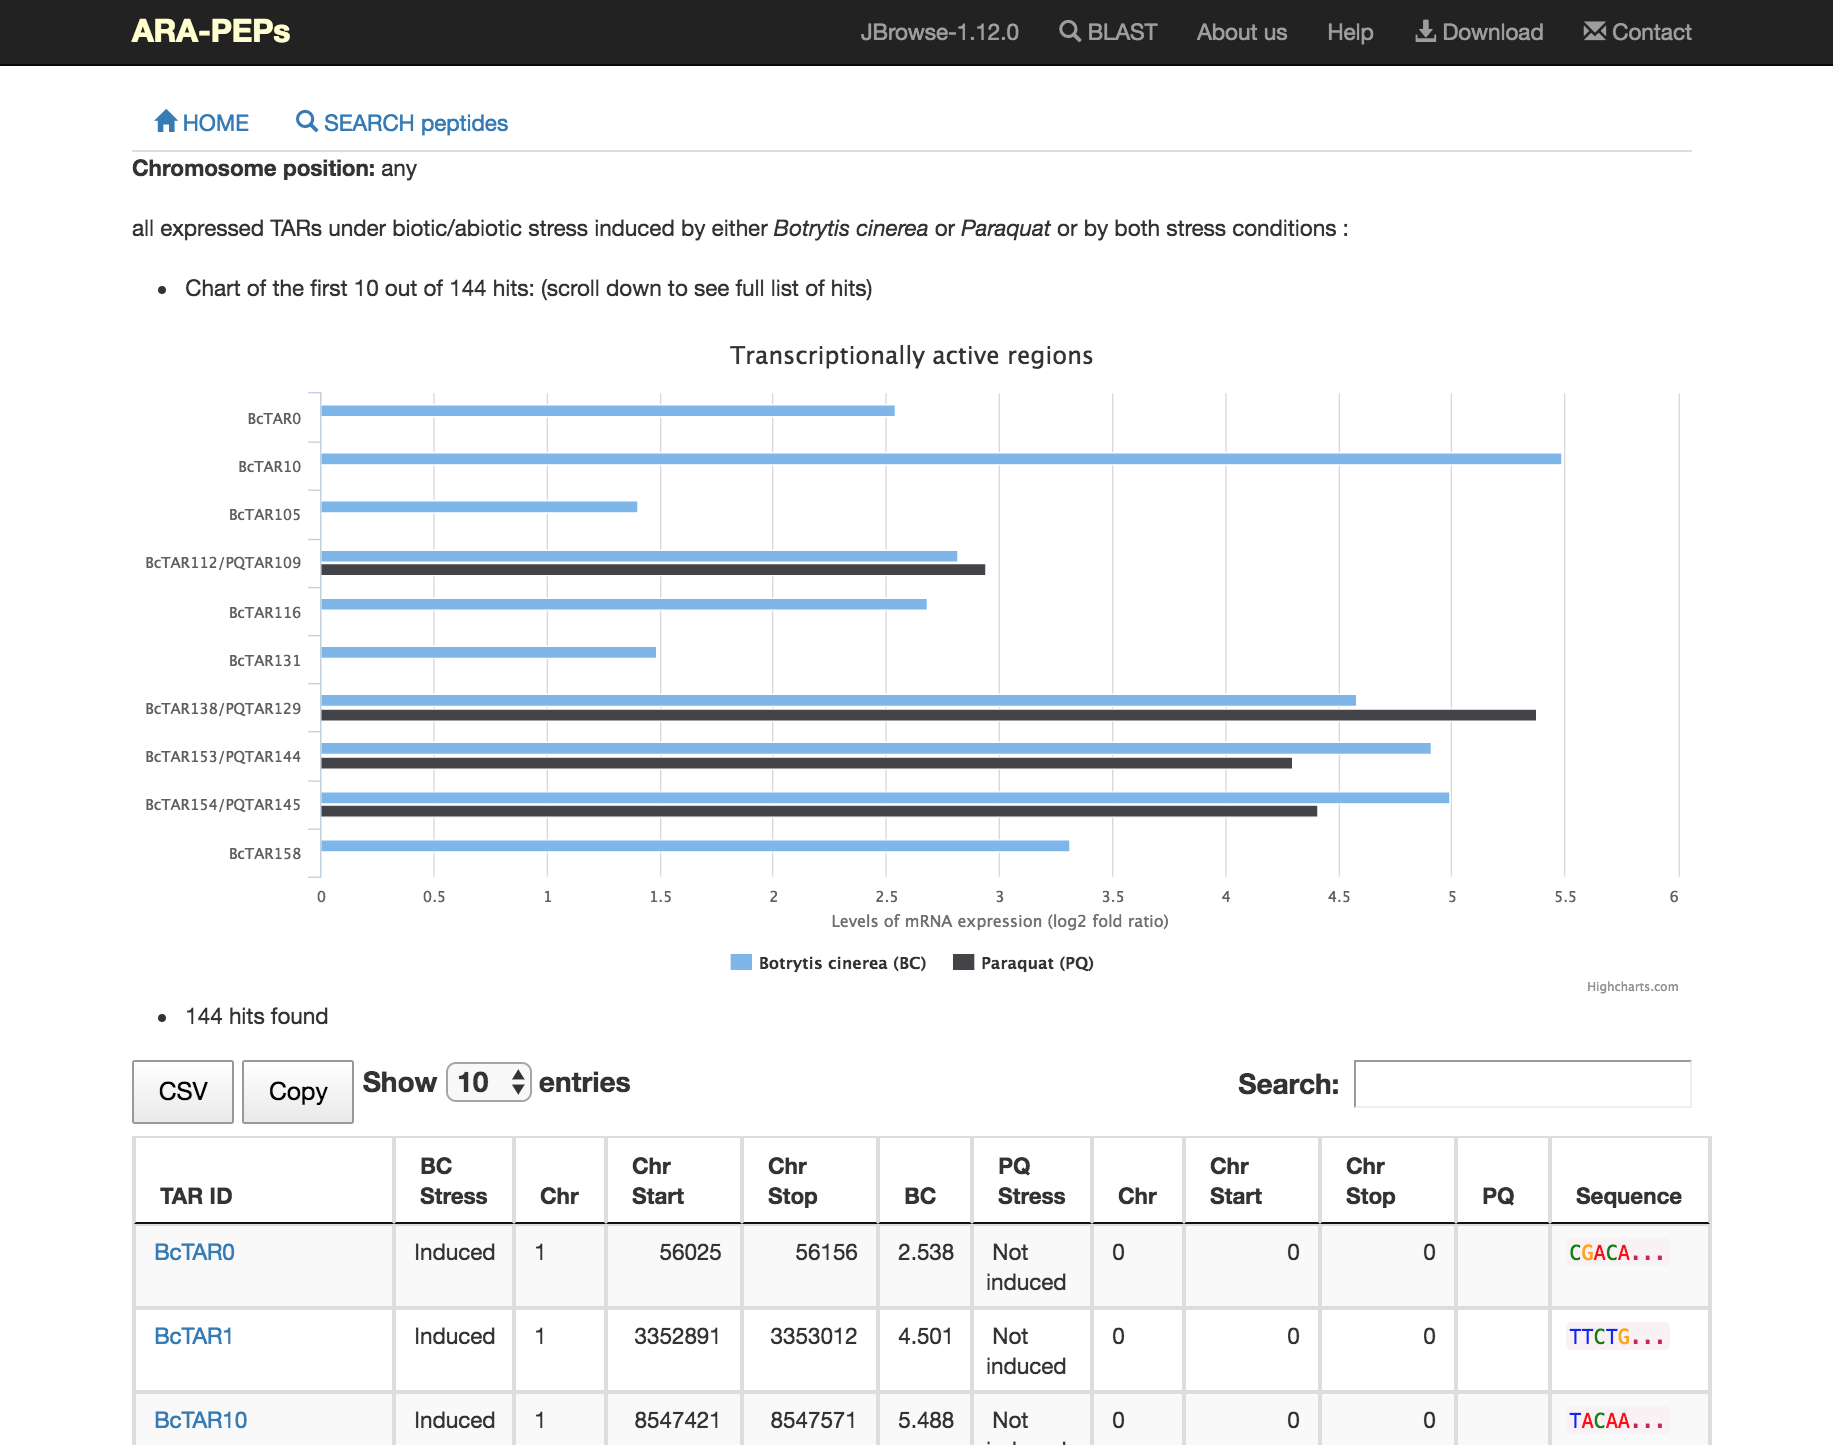 ARA-PEPs
JBrowse-1.12.0 BLAST About us Help Download Contact
HOME SEARCH peptides
Chromosome position: any
all expressed TARs under biotic/abiotic stress induced by either Botrytis cinerea or Paraquat or by both stress conditions :
• Chart of the first 10 out of 144 hits: (scroll down to see full list of hits)
Transcriptionally active regions
BcTAR0
BcTAR10
BcTAR105
BcTAR112/PQTAR109
BcTAR116
BcTAR131
BcTAR138/PQTAR129
BcTAR153/PQTAR144
BcTAR154/PQTAR145
BcTAR158
0 0.5 1 1.5 2 2.5 3 3.5 4 4.5 5 5.5 6
Levels of mRNA expression (log2 fold ratio)
Botrytis cinerea (BC) Paraquat (PQ)
Highcharts.com
• 144 hits found
CSV Copy Show 10 entries Search:
TAR ID BC Stress Chr Chr Start Chr Stop BC PQ Stress Chr Chr Start Chr Stop PQ Sequence
BcTAR0 Induced 1 56025 56156 2.538 Not induced 0 0 0 CGACA...
BcTAR1 Induced 1 3352891 3353012 4.501 Not induced 0 0 0 TTCTG...
BcTAR10 Induced 1 8547421 8547571 5.488 Not 0 0 0 TACAA...